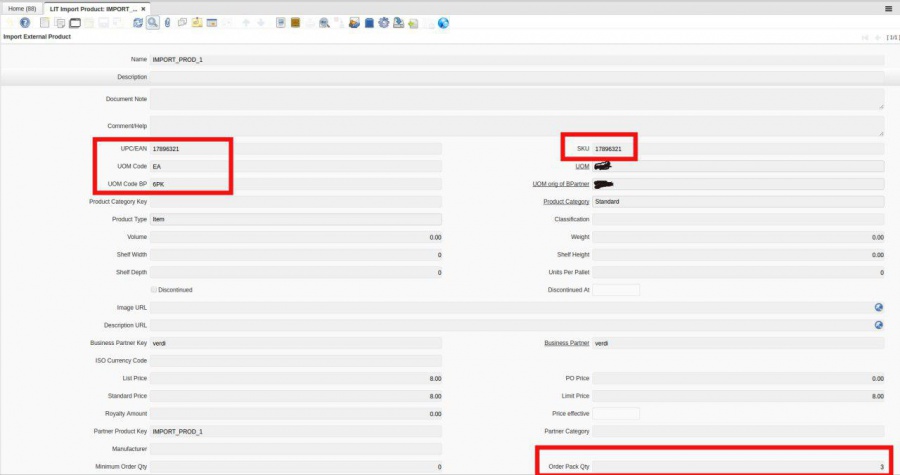 Home (88) LIT Import Product: IMPORT_... ×
Import External Product [1/1]
Name IMPORT_PROD_1
Description
Document Note
Comment/Help
UPC/EAN 17896321 SKU 17896321
UOM Code EA UOM
UOM Code BP 6PK UOM orig of BPartner
Product Category Key Product Category Standard
Product Type Item Classification
Volume 0.00 Weight 0.00
Shelf Width 0 Shelf Height 0.00
Shelf Depth 0 Units Per Pallet 0
Discontinued Discontinued At
Image URL
Description URL
Business Partner Key verdi Business Partner verdi
ISO Currency Code
List Price 8.00 PO Price 0.00
Standard Price 8.00 Limit Price 8.00
Royalty Amount 0.00 Price effective
Partner Product Key IMPORT_PROD_1 Partner Category
Manufacturer
Minimum Order Qty 0 Order Pack Qty 3